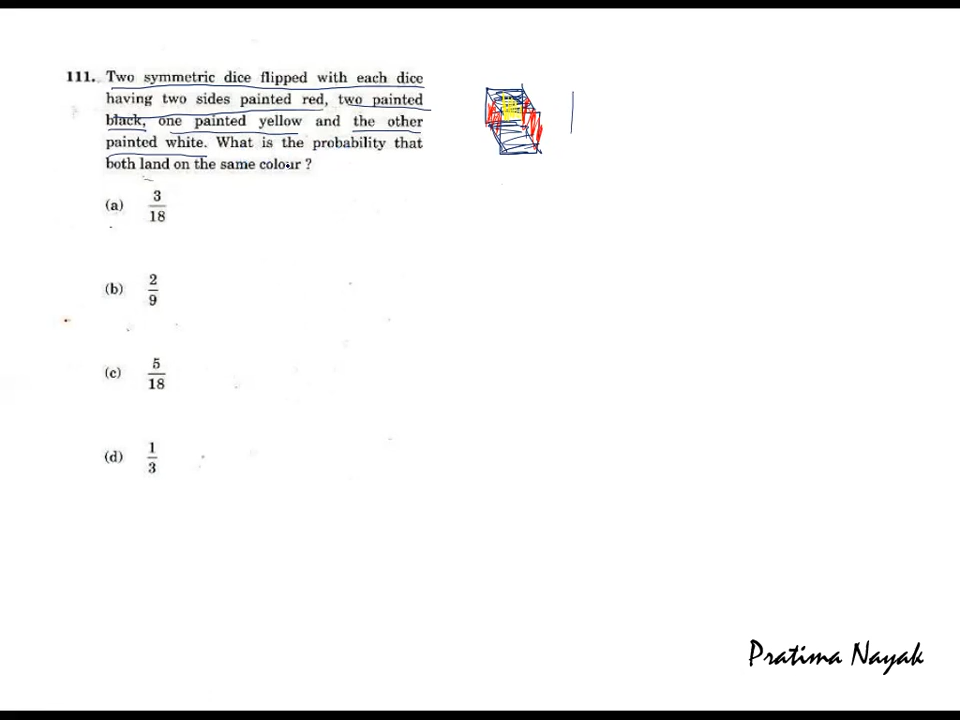 111. Two symmetric dice flipped with each dice
having two sides painted red, two painted
black, one painted yellow and the other
painted white. What is the probability that
both land on the same colour ?
(a) 3/18
(b) 2/9
(c) 5/18
(d) 1/3
Pratima Nayak